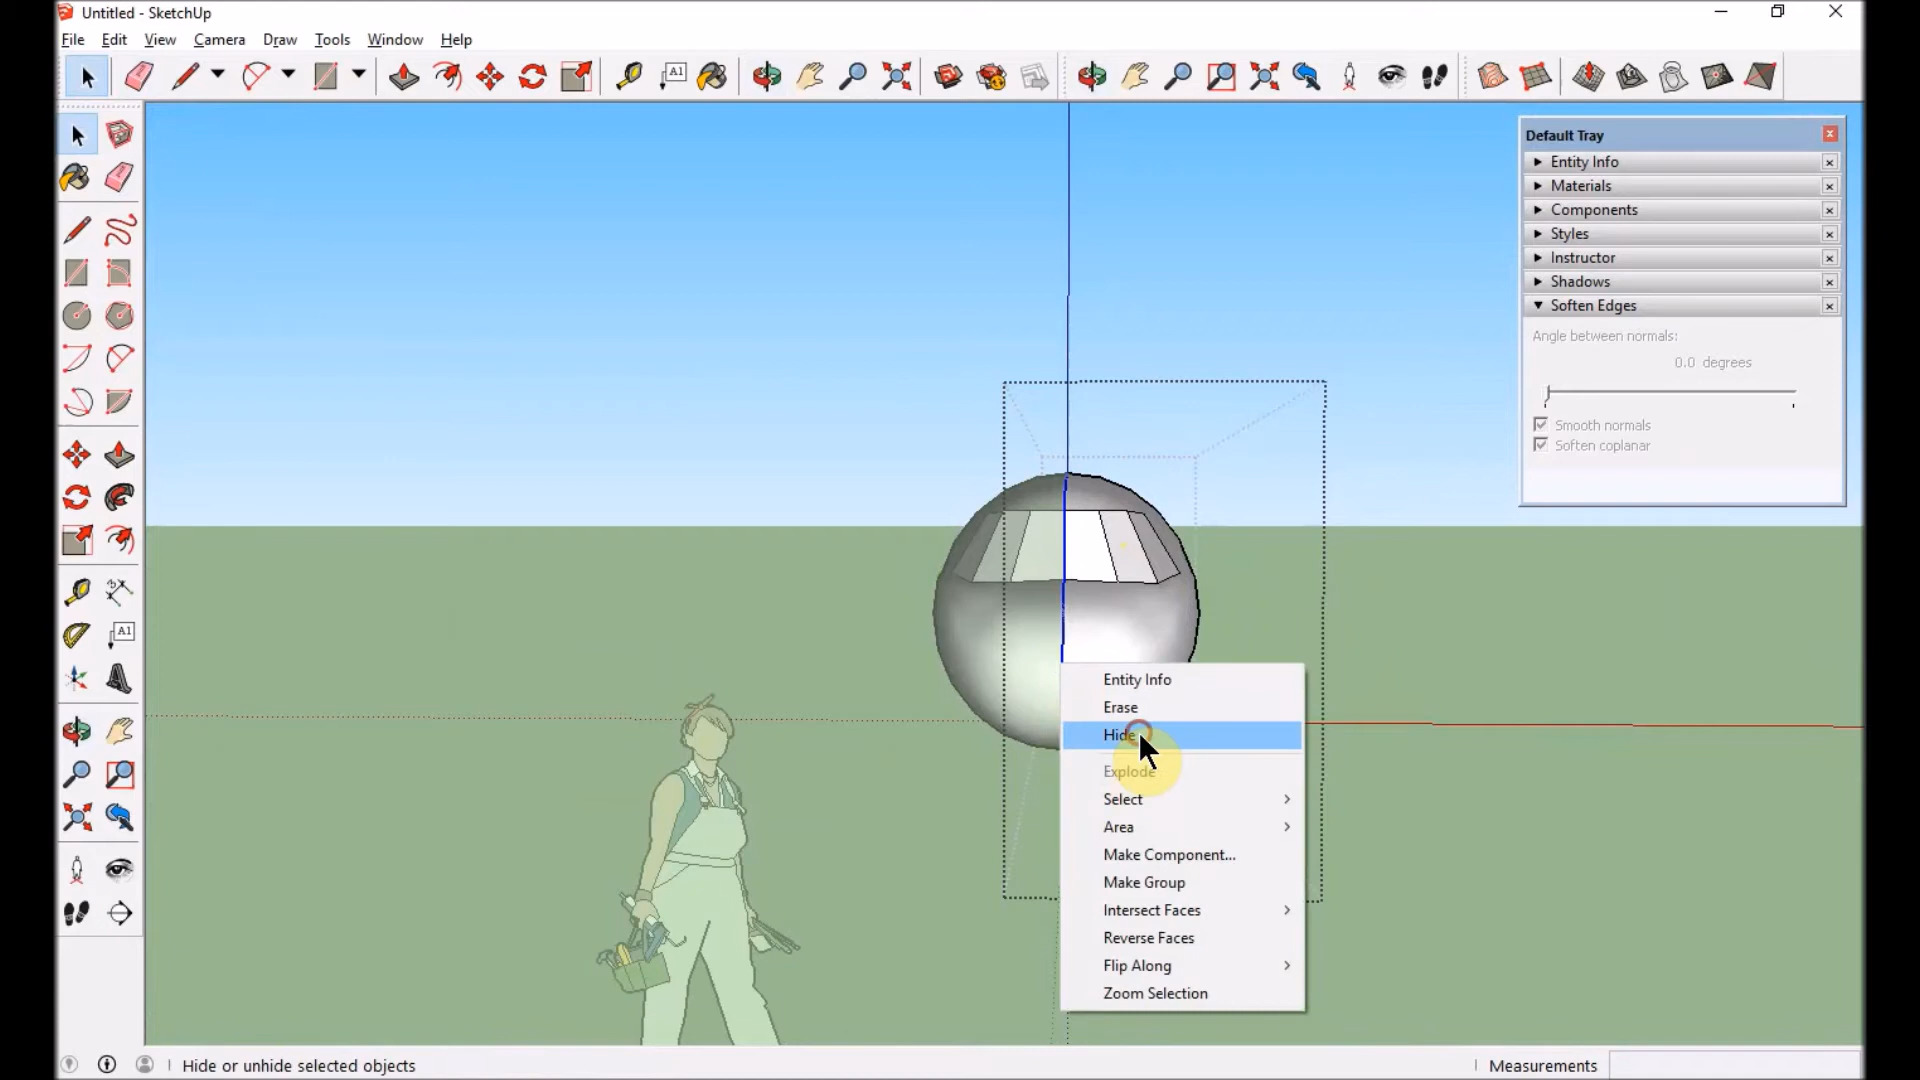 Untitled - SketchUp
File Edit View Camera Draw Tools Window Help
A1
Default Tray
Entity Info
Materials
Components
Styles
Instructor
Shadows
Soften Edges
Angle between normals:
0.0 degrees
Smooth normals
Soften coplanar
A1
Entity Info
Erase
Hide
Explode
Select
Area
Make Component...
Make Group
Intersect Faces
Reverse Faces
Flip Along
Zoom Selection
Hide or unhide selected objects
Measurements